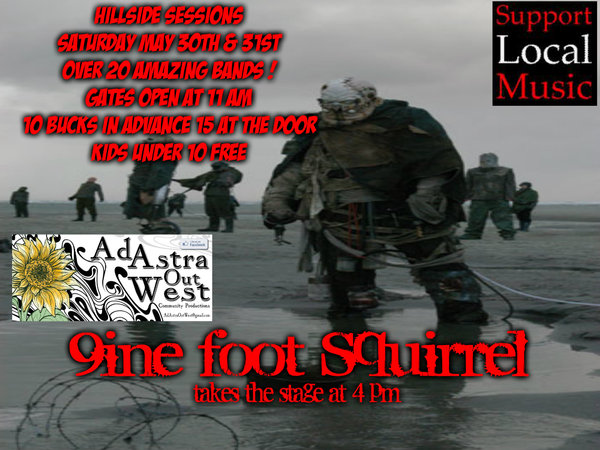 HILLSIDE SESSIONS
SATURDAY MAY 30TH & 31ST
OVER 20 AMAZING BANDS !
GATES OPEN AT 11 AM
10 BUCKS IN ADVANCE 15 AT THE DOOR
KIDS UNDER 10 FREE
Support
Local
Music
Ad Astra
Out
West
Community Productions
9ine foot Squirrel
takes the stage at 4 Pm